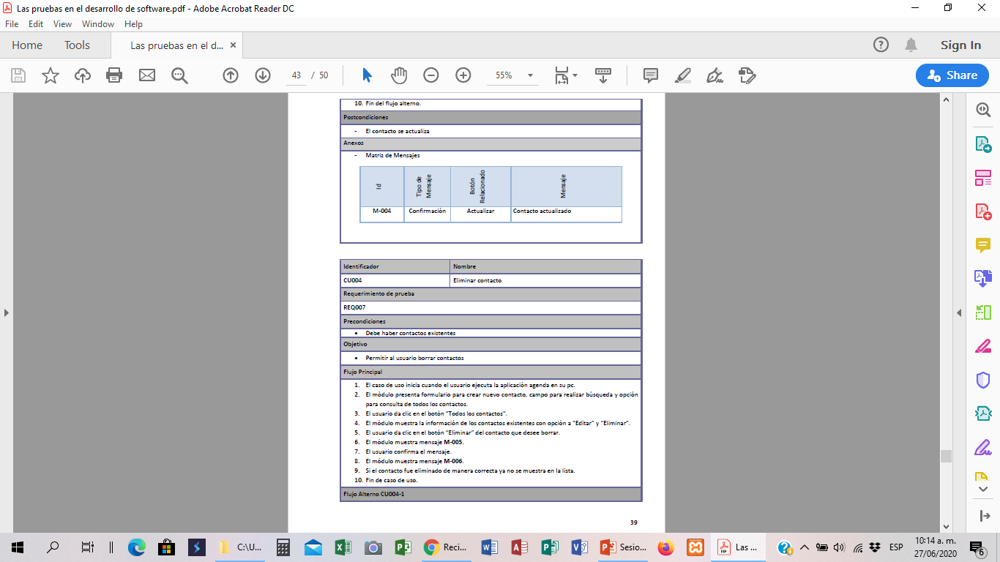 Las pruebas en el desarrollo de software.pdf - Adobe Acrobat Reader DC
File Edit View Window Help
Home Tools Las pruebas en el d... Sign In
43 / 50 55% Share
10. Fin del flujo alterno.
Postcondiciones
- El contacto se actualiza
Anexos
- Matriz de Mensajes
Id Tipo de Mensaje Botón Relacionado Mensaje
M-004 Confirmación Actualizar Contacto actualizado
Identificador Nombre
CU004 Eliminar contacto
Requerimiento de prueba
REQ007
Precondiciones
• Debe haber contactos existentes
Objetivo
• Permitir al usuario borrar contactos
Flujo Principal
1. El caso de uso inicia cuando el usuario ejecuta la aplicación agenda en su pc.
2. El módulo presenta formulario para crear nuevo contacto, campo para realizar búsqueda y opción
para consulta de todos los contactos.
3. El usuario da clic en el botón “Todos los contactos”.
4. El módulo muestra la información de los contactos existentes con opción a “Editar” y “Eliminar”.
5. El usuario da clic en el botón “Eliminar” del contacto que desee borrar.
6. El módulo muestra mensaje M-005.
7. El usuario confirma el mensaje.
8. El módulo muestra mensaje M-006.
9. Si el contacto fue eliminado de manera correcta ya no se muestra en la lista.
10. Fin de caso de uso.
Flujo Alterno CU004-1
39
C:\U... Reci... Sesio... Las ... ESP 10:14 a. m.
27/06/2020 6